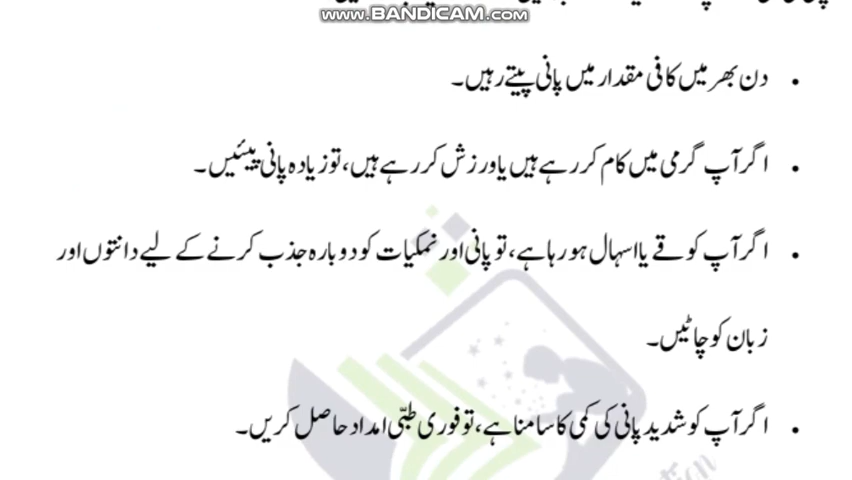 www.BANDICAM.com
دن بھر میں کافی مقدار میں پانی پیتے رہیں۔
اگر آپ گرمی میں کام کر رہے ہیں یا ورزش کر رہے ہیں، تو زیادہ پانی پیئیں۔
اگر آپ کو قے یا اسہال ہو رہا ہے، تو پانی اور نمکیات کو دوبارہ جذب کرنے کے لیے دانتوں اور
زبان کو چاٹیں۔
اگر آپ کو شدید پانی کی کمی کا سامنا ہے، تو فوری طبّی امداد حاصل کریں۔